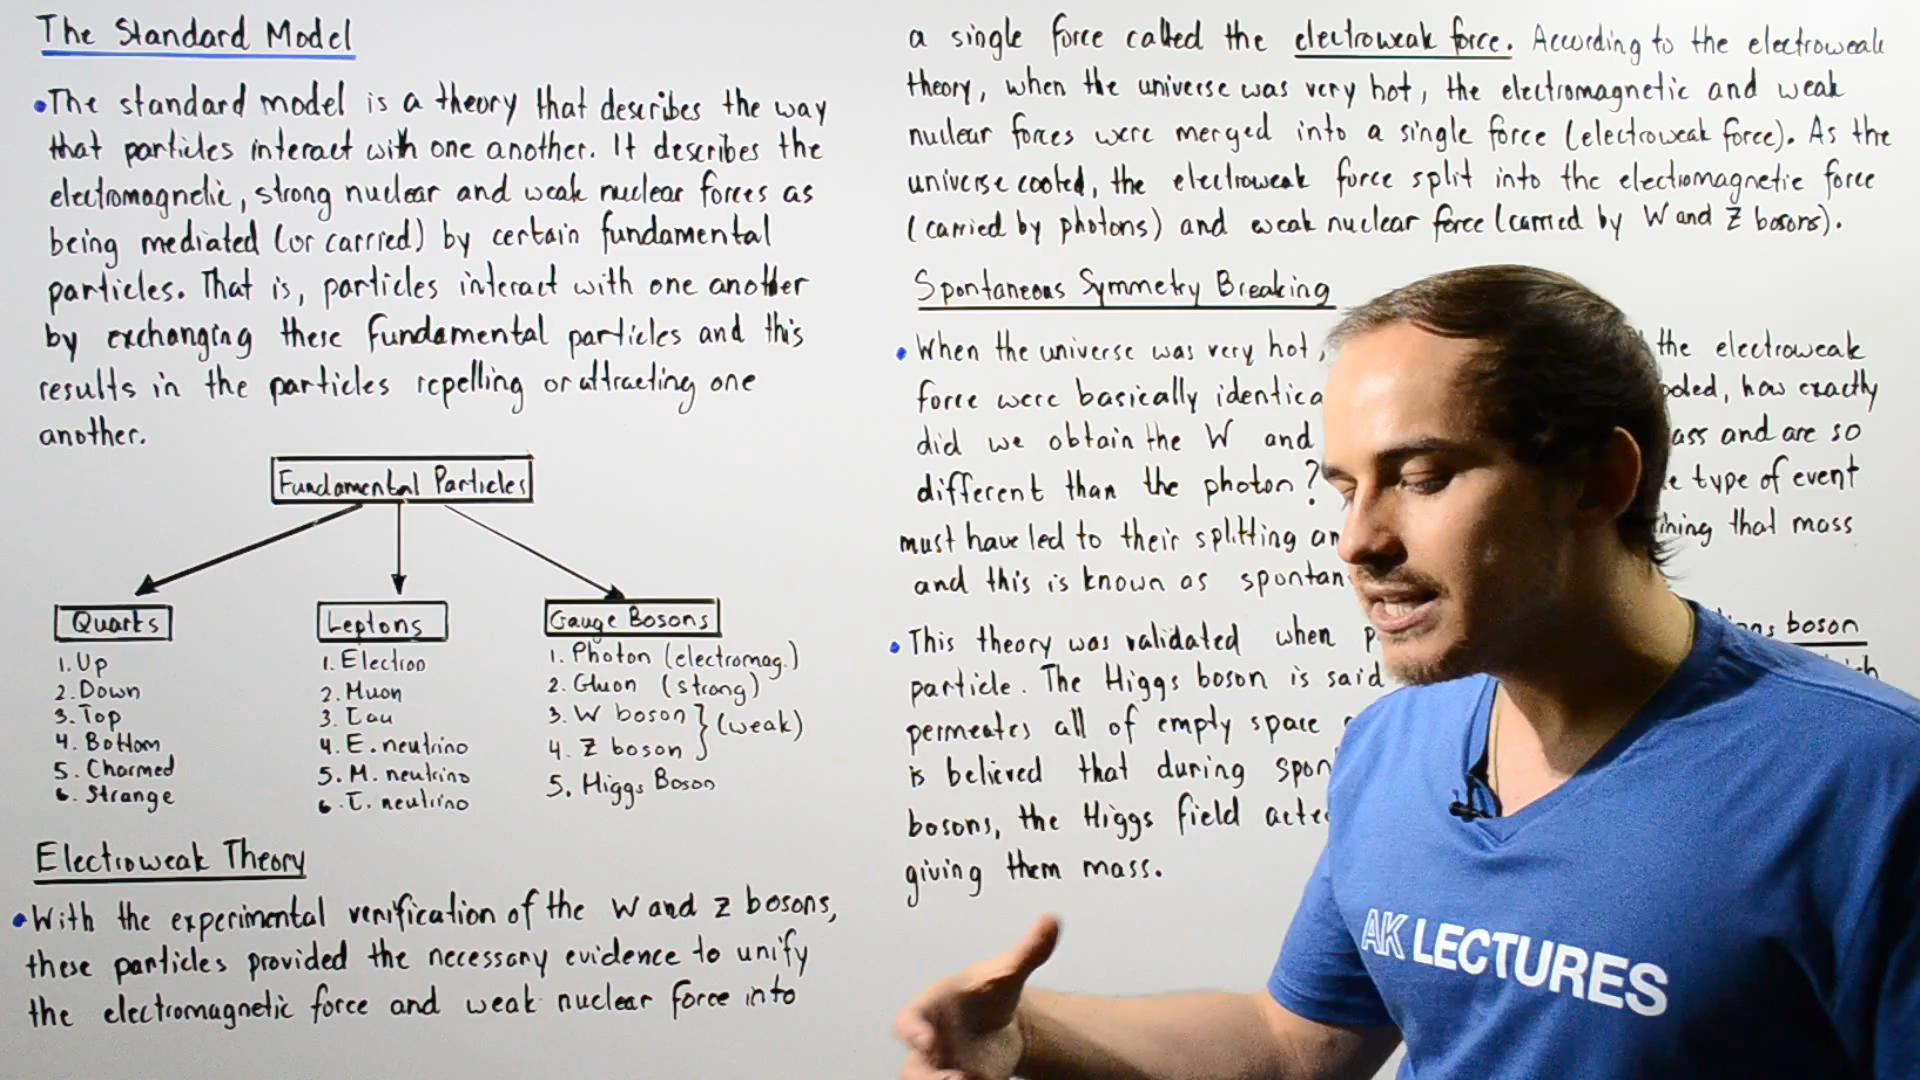 The Standard Model
•The standard model is a theory that describes the way
that particles interact with one another. It describes the
electromagnetic, strong nuclear and weak nuclear forces as
being mediated (or carried) by certain fundamental
particles. That is, particles interact with one another
by exchanging these fundamental particles and this
results in the particles repelling or attracting one
another.
Fundamental Particles
Quarks
1. Up
2. Down
3. Top
4. Bottom
5. Charmed
6. Strange
Leptons
1. Electron
2. Muon
3. Tau
4. E. neutrino
5. M. neutrino
6. T. neutrino
Gauge Bosons
1. Photon (electromag.)
2. Gluon (strong)
3. W boson } (weak)
4. Z boson
5. Higgs Boson
Electroweak Theory
•With the experimental verification of the W and Z bosons,
these particles provided the necessary evidence to unify
the electromagnetic force and weak nuclear force into
a single force called the electroweak force. According to the electroweak
theory, when the universe was very hot, the electromagnetic and weak
nuclear forces were merged into a single force (electroweak force). As the
universe cooled, the electroweak force split into the electromagnetic force
(carried by photons) and weak nuclear force (carried by W and Z bosons).
Spontaneous Symmetry Breaking
• When the universe was very hot, the electroweak
force were basically how exactly
did we obtain the W and and are so
different than the photon? type of event
must have led to their splitting that mass
and this is known as
• This theory was validated when boson
particle. The Higgs boson is said
permeates all of empty space
is believed that during
bosons, the Higgs field
giving them mass.
AK LECTURES